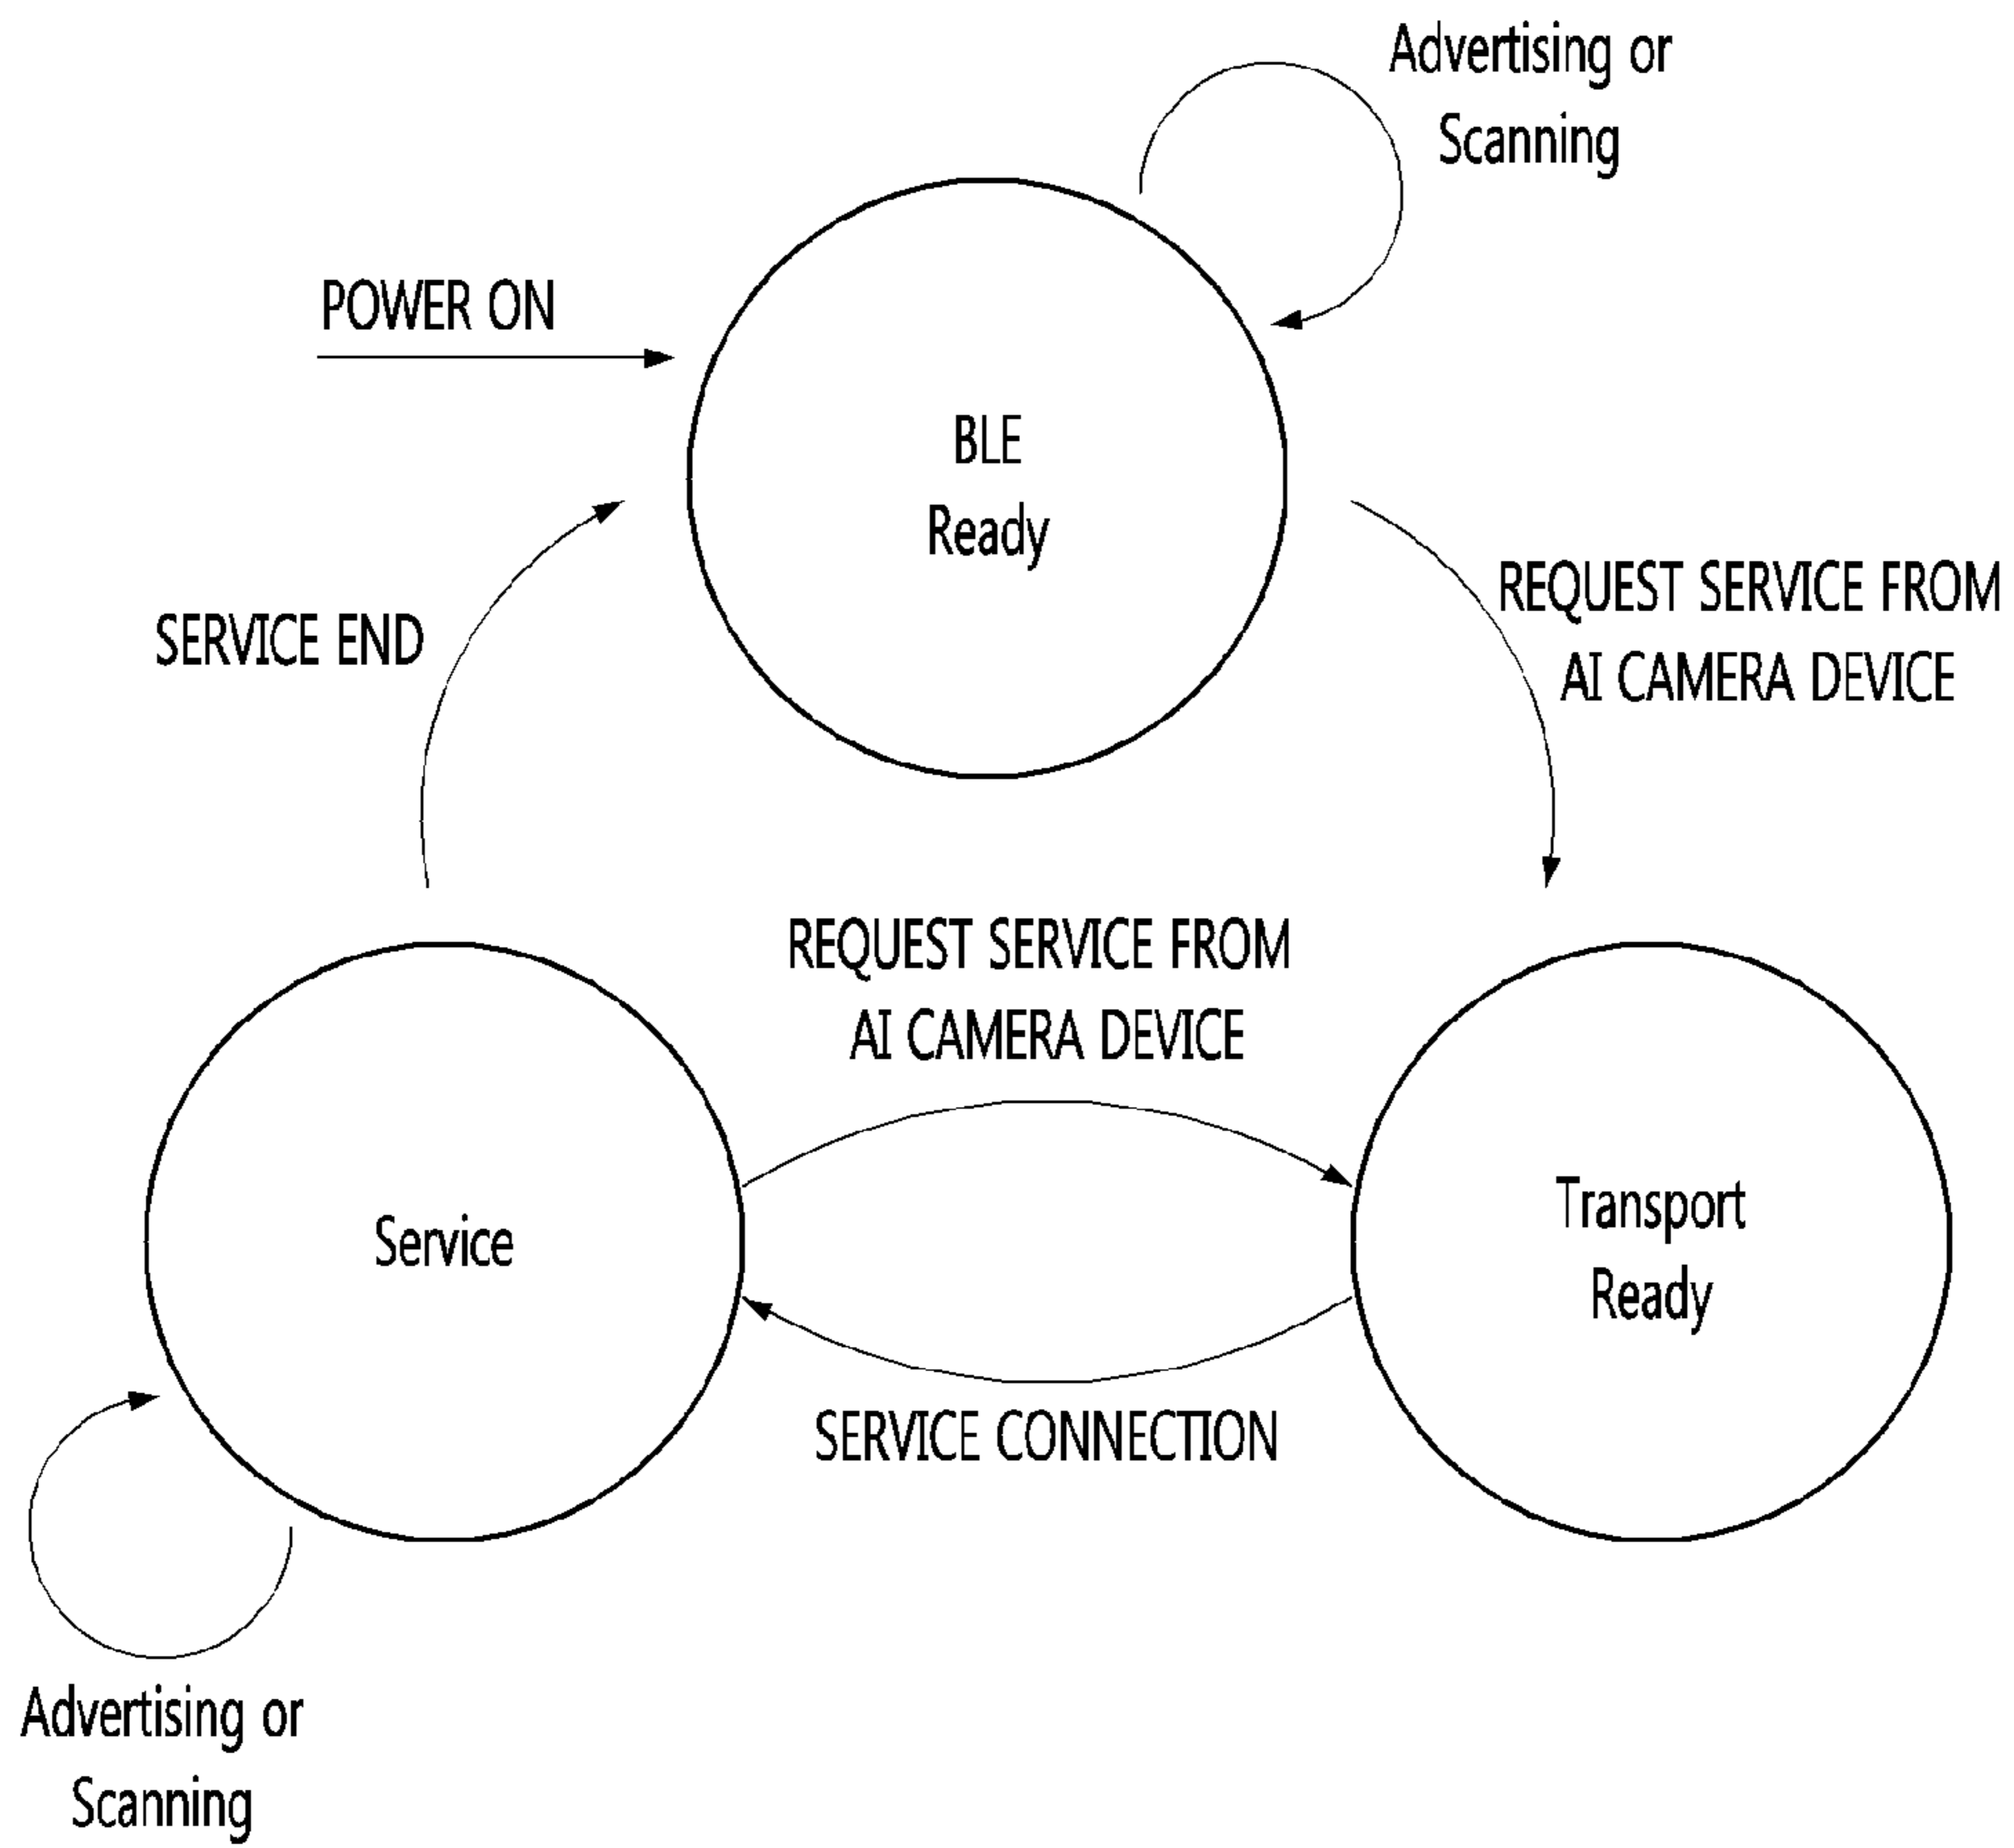 Advertising or
Scanning
POWER ON
BLE
Ready
REQUEST SERVICE FROM
AI CAMERA DEVICE
SERVICE END
REQUEST SERVICE FROM
AI CAMERA DEVICE
Service
Transport
Ready
SERVICE CONNECTION
Advertising or
Scanning